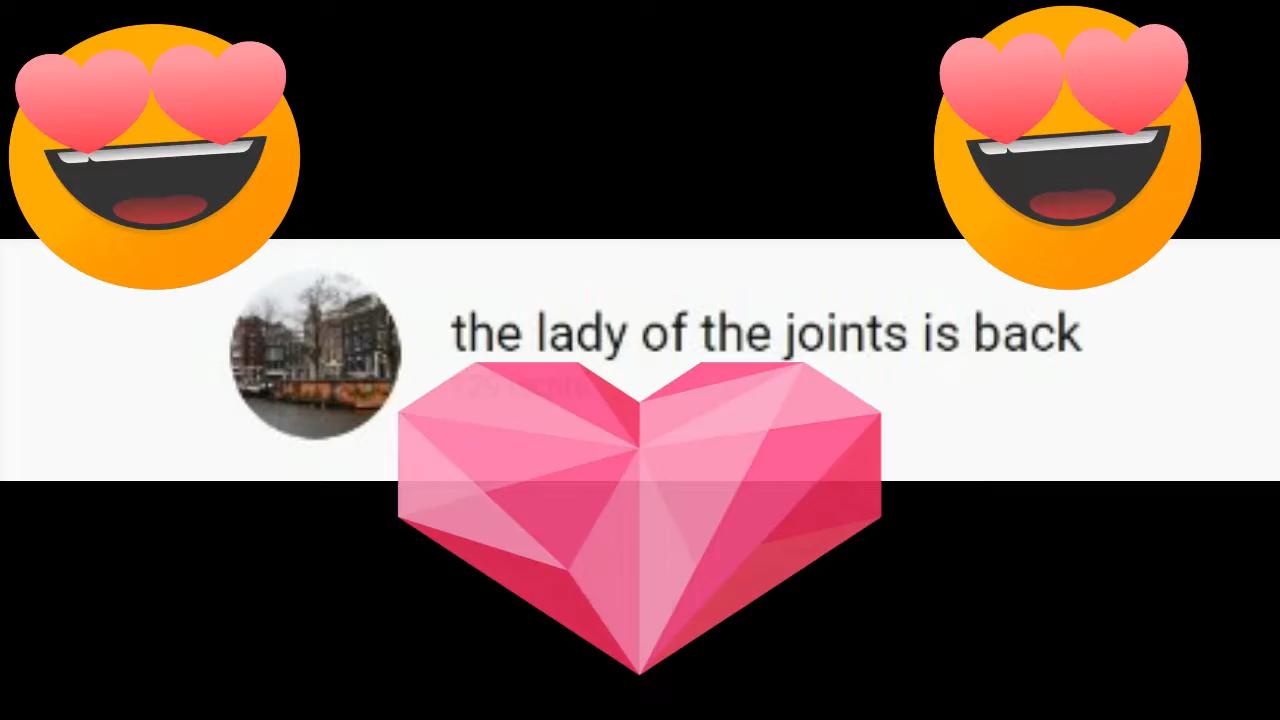 the lady of the joints is back